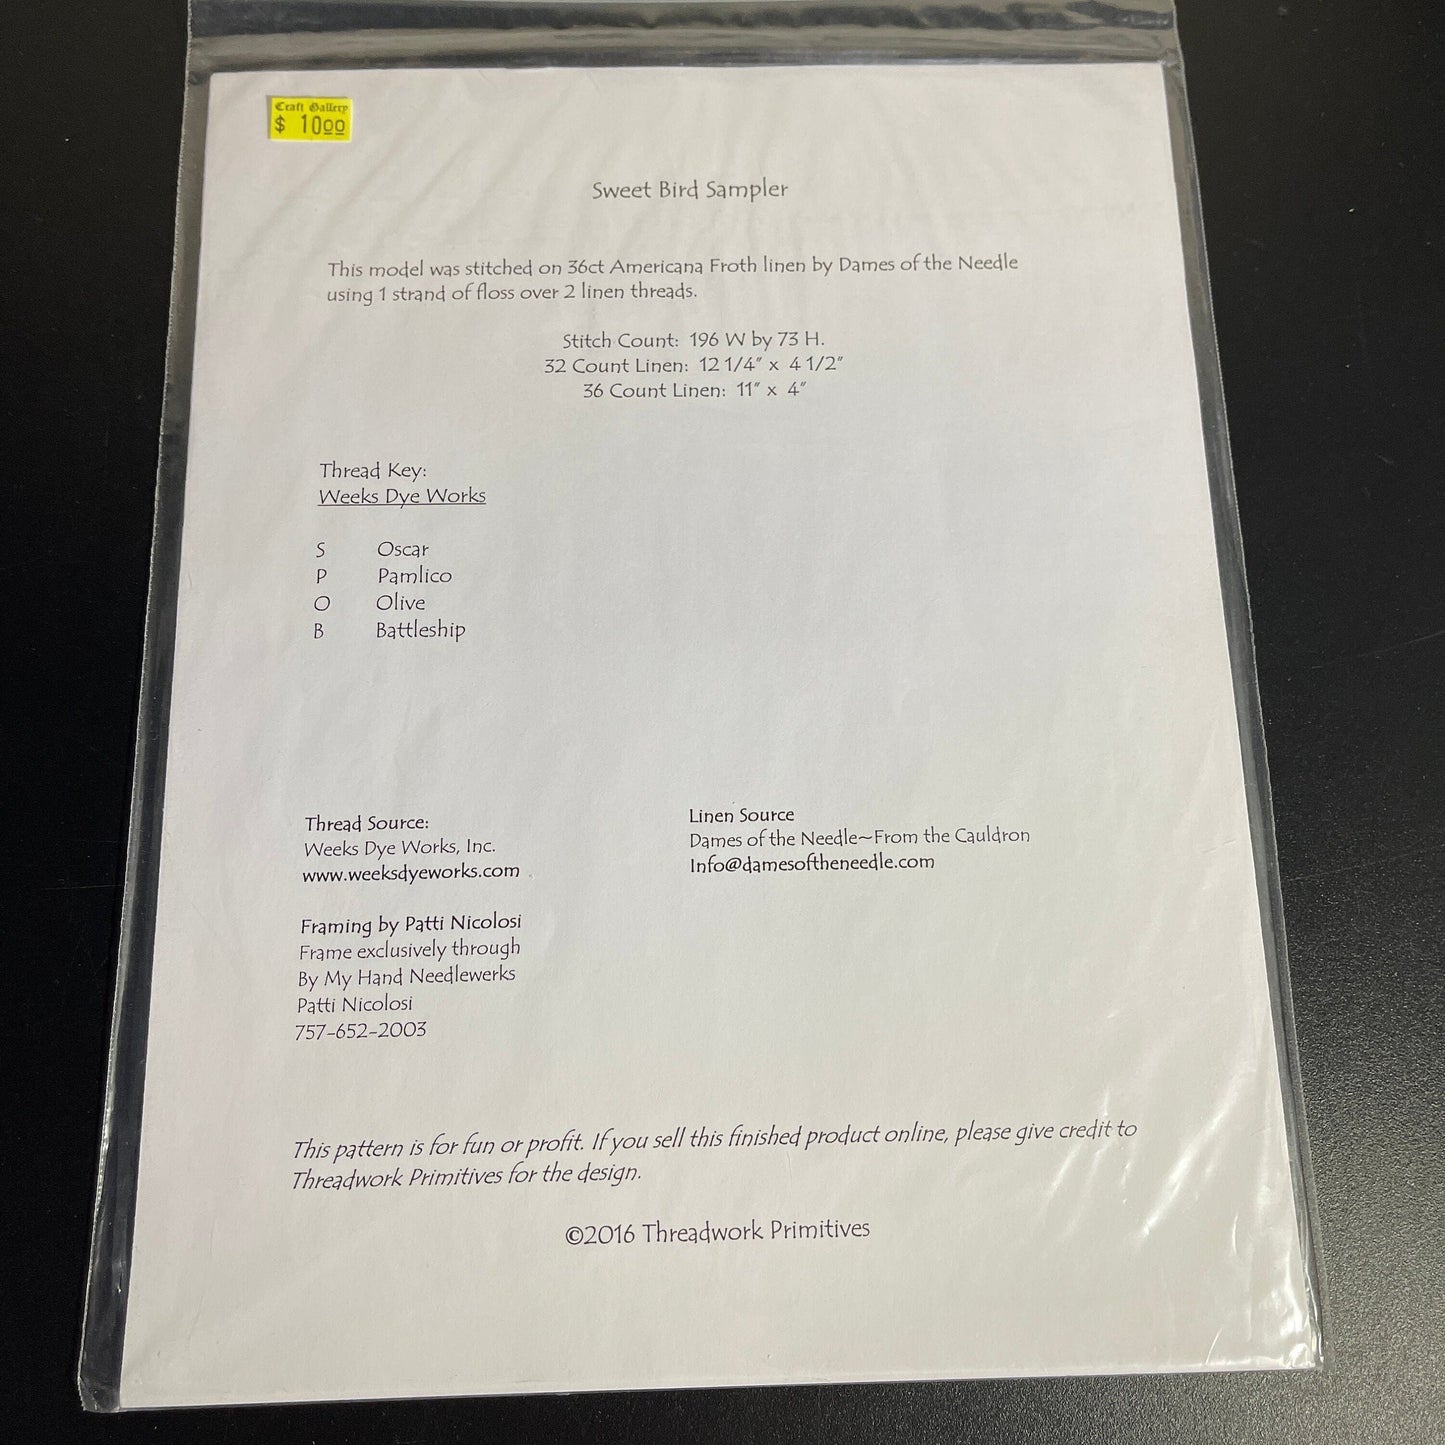 Craft Gallery
$ 1000
Sweet Bird Sampler
This model was stitched on 36ct Americana Froth linen by Dames of the Needle
using 1 strand of floss over 2 linen threads.
Stitch Count: 196 W by 73 H.
32 Count Linen: 12 1/4" x 4 1/2"
36 Count Linen: 11" x 4"
Thread Key:
Weeks Dye Works
S Oscar
P Pamlico
O Olive
B Battleship
Thread Source:
Weeks Dye Works, Inc.
www.weeksdyeworks.com
Linen Source
Dames of the Needle~From the Cauldron
Info@damesoftheneedle.com
Framing by Patti Nicolosi
Frame exclusively through
By My Hand Needlewerks
Patti Nicolosi
757-652-2003
This pattern is for fun or profit. If you sell this finished product online, please give credit to
Threadwork Primitives for the design.
©2016 Threadwork Primitives